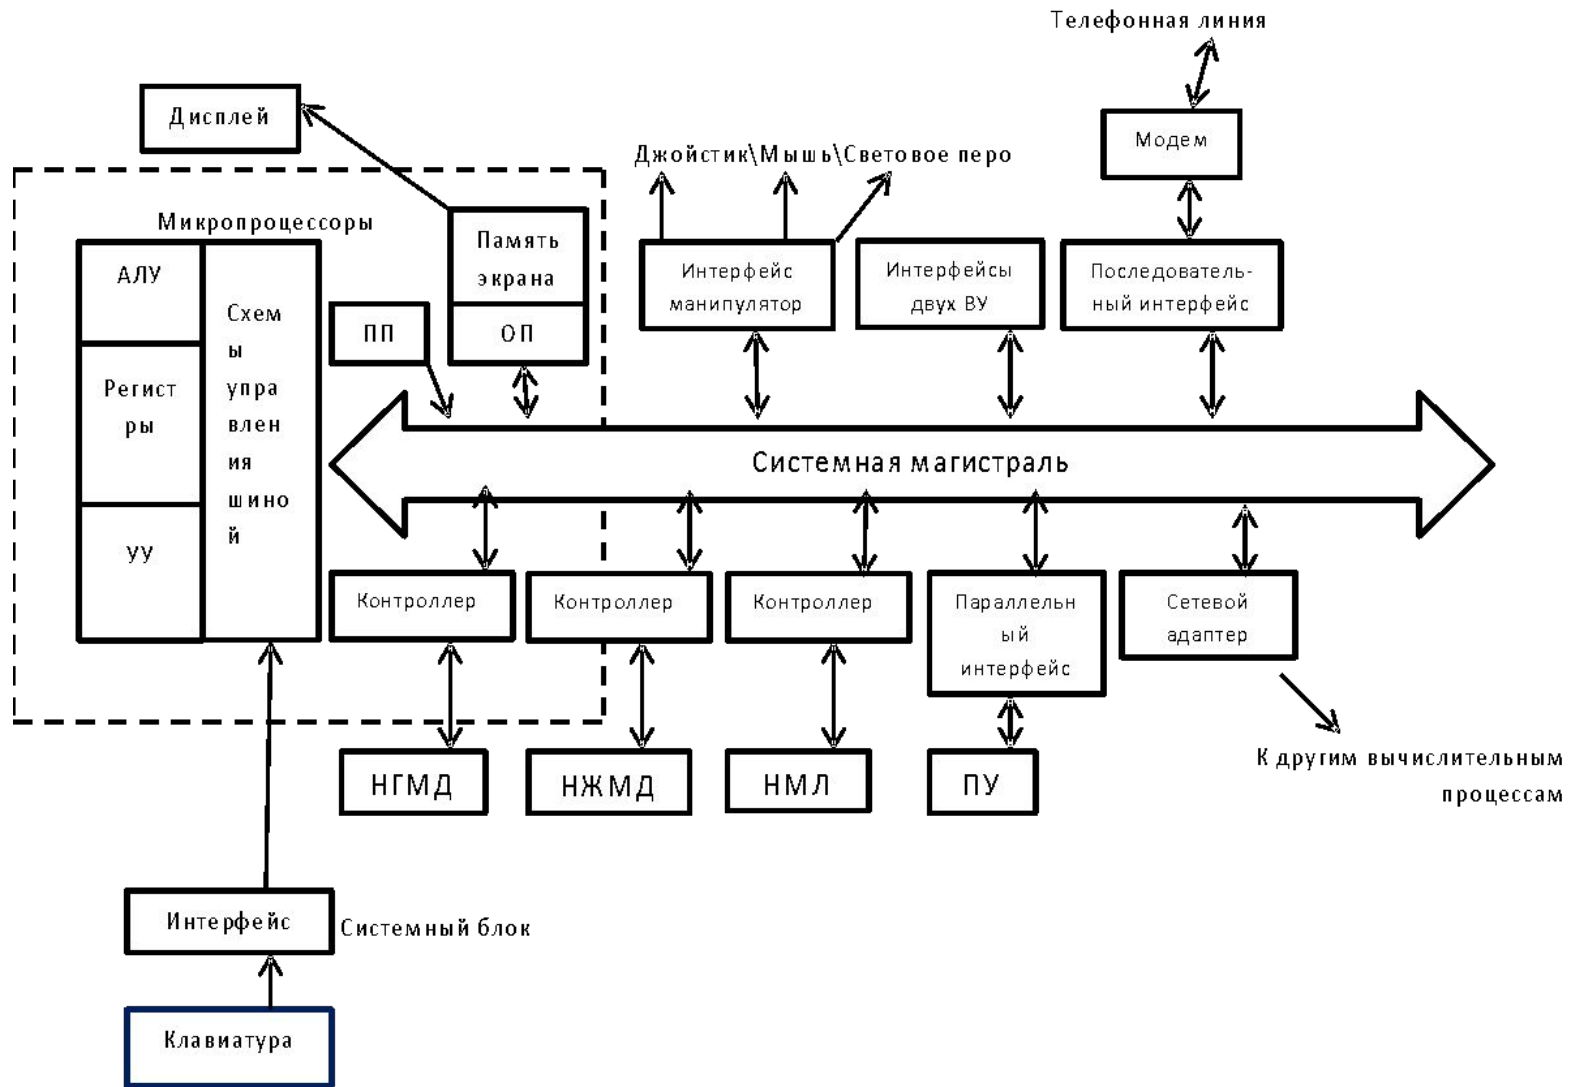 Телефонная линия
Дисплей
Модем
Джойстик\Мышь\Световое перо
Микропроцессоры
АЛУ
Регист
ры
УУ
Схем
ы
упра
влен
ия
шино
й
ПП
Память
экрана
ОП
Интерфейс
манипулятор
Интерфейсы
двух ВУ
Последователь-
ный интерфейс
Системная магистраль
Контроллер
Контроллер
Контроллер
Параллельн
ый
интерфейс
Сетевой
адаптер
НГМД
НЖМД
НМЛ
ПУ
К другим вычислительным
процессам
Интерфейс
Системный блок
Клавиатура